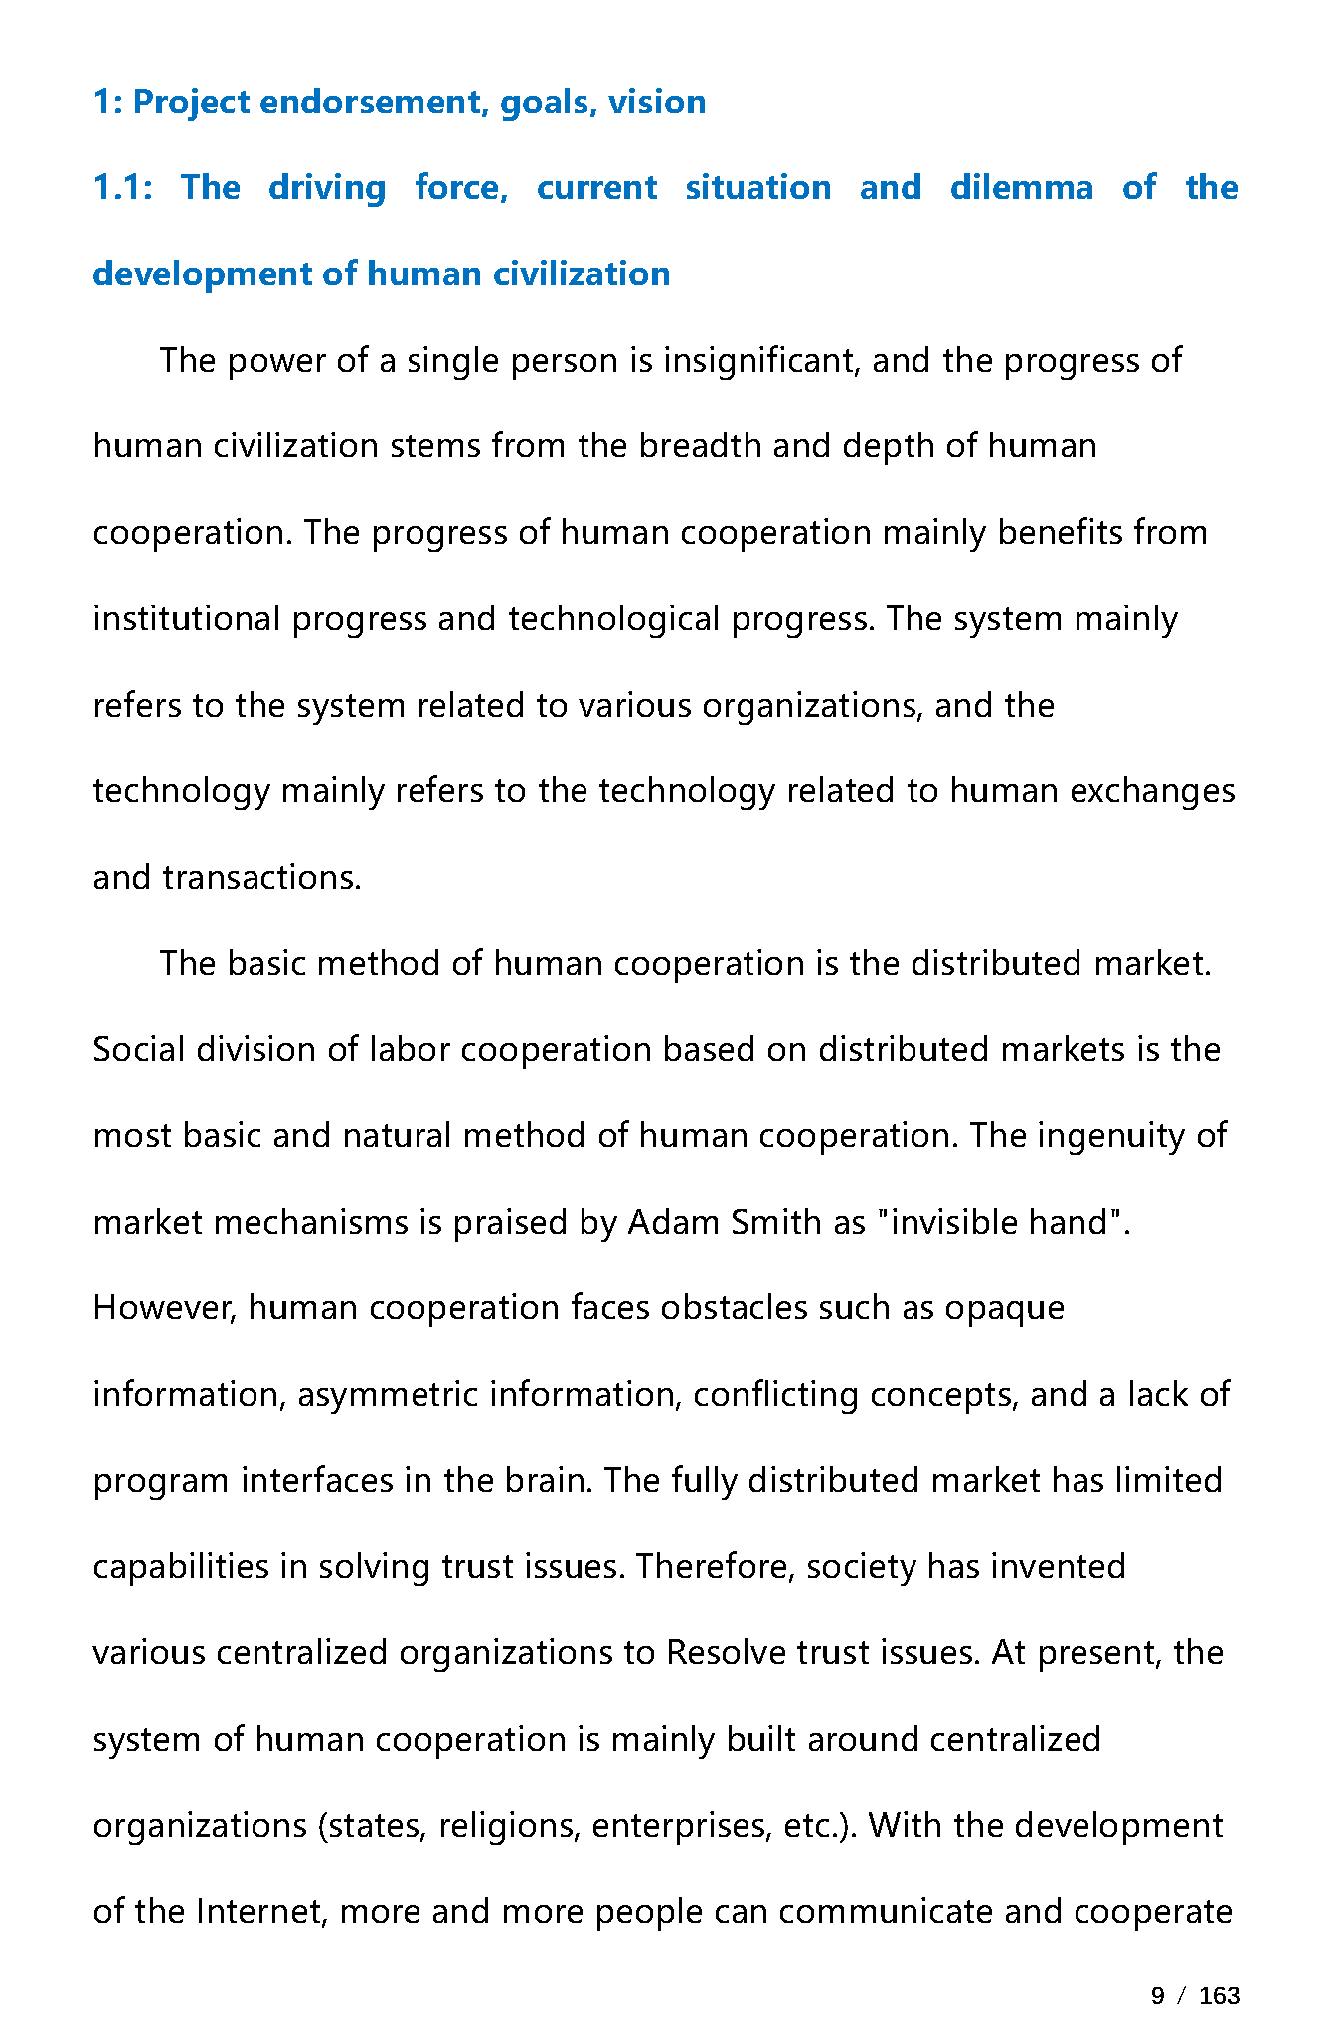 1: Project endorsement, goals, vision
1.1: The driving force, current situation and dilemma of the
development of human civilization
The power of a single person is insignificant, and the progress of
human civilization stems from the breadth and depth of human
cooperation. The progress of human cooperation mainly benefits from
institutional progress and technological progress. The system mainly
refers to the system related to various organizations, and the
technology mainly refers to the technology related to human exchanges
and transactions.
The basic method of human cooperation is the distributed market.
Social division of labor cooperation based on distributed markets is the
most basic and natural method of human cooperation. The ingenuity of
market mechanisms is praised by Adam Smith as "invisible hand".
However, human cooperation faces obstacles such as opaque
information, asymmetric information, conflicting concepts, and a lack of
program interfaces in the brain. The fully distributed market has limited
capabilities in solving trust issues. Therefore, society has invented
various centralized organizations to Resolve trust issues. At present, the
system of human cooperation is mainly built around centralized
organizations (states, religions, enterprises, etc.). With the development
of the Internet, more and more people can communicate and cooperate
9 / 163